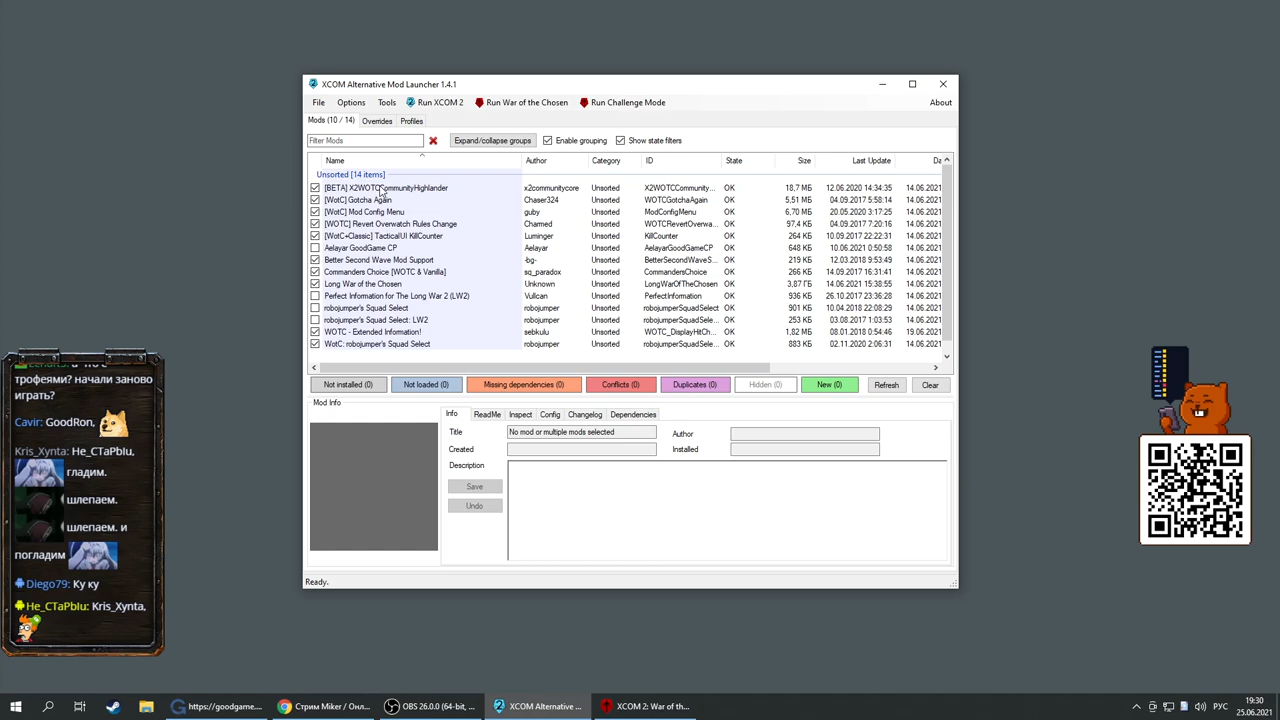 XCOM Alternative Mod Launcher 1.4.1
File Options Tools Run XCOM 2 Run War of the Chosen Run Challenge Mode About
Mods (10 / 14) Overrides Profiles
Filter Mods Expand/collapse groups Enable grouping Show state filters
Name Author Category ID State Size Last Update Da
Unsorted [14 items]
[BETA] X2WOTCCommunityHighlander x2communitycore Unsorted X2WOTCCommunity... OK 18,7 МБ 12.06.2020 14:34:35 14.06.2021
[WotC] Gotcha Again Chaser324 Unsorted WOTCGotchaAgain OK 5,51 МБ 04.09.2017 5:58:14 14.06.2021
[WotC] Mod Config Menu guby Unsorted ModConfigMenu OK 6,70 МБ 20.05.2020 3:17:25 14.06.2021
[WOTC] Revert Overwatch Rules Change Charmed Unsorted WOTCRevertOverwa... OK 97,4 КБ 04.09.2017 7:20:16 14.06.2021
[WotC+Classic] TacticalUI KillCounter Luminger Unsorted KillCounter OK 264 КБ 10.09.2017 22:22:31 14.06.2021
Aelayar GoodGame CP Aelayar Unsorted AelayarGoodGameCP OK 648 КБ 10.06.2021 0:50:58 14.06.2021
Better Second Wave Mod Support -bg- Unsorted BetterSecondWaveS... OK 219 КБ 12.03.2018 9:53:49 14.06.2021
Commanders Choice [WOTC & Vanilla] sq_paradox Unsorted CommandersChoice OK 266 КБ 14.09.2017 16:31:41 14.06.2021
Long War of the Chosen Unknown Unsorted LongWarOfTheChosen OK 3,87 ГБ 14.06.2021 15:38:55 14.06.2021
Perfect Information for The Long War 2 (LW2) Vullcan Unsorted PerfectInformation OK 936 КБ 26.10.2017 23:36:28 14.06.2021
robojumper's Squad Select robojumper Unsorted robojumperSquadSelect OK 901 КБ 10.04.2018 22:08:29 14.06.2021
robojumper's Squad Select: LW2 robojumper Unsorted robojumperSquadSele... OK 253 КБ 03.08.2017 1:03:53 14.06.2021
WOTC - Extended Information! sebkulu Unsorted WOTC_DisplayHitCh... OK 1,82 МБ 08.01.2018 0:54:46 19.06.2021
WotC: robojumper's Squad Select robojumper Unsorted robojumperSquadSele... OK 883 КБ 02.11.2020 2:06:31 14.06.2021
Not installed (0) Not loaded (0) Missing dependencies (0) Conflicts (0) Duplicates (0) Hidden (0) New (0) Refresh Clear
Mod Info
Info ReadMe Inspect Config Changelog Dependencies
Title No mod or multiple mods selected Author
Created Installed
Description
Save
Undo
Ready.
трофеями? начали заново
играть?
Cavir: GoodRon,
Kris_Xynta: He_CTaPblu,
гладим.
шлепаем.
шлепаем. и
погладим
Diego79: Ку ку
He_CTaPblu: Kris_Xynta,
https://goodgame.... Стрим Miker / Онл... OBS 26.0.0 (64-bit, ... XCOM Alternative ... XCOM 2: War of th... РУС 19:30
25.06.2021